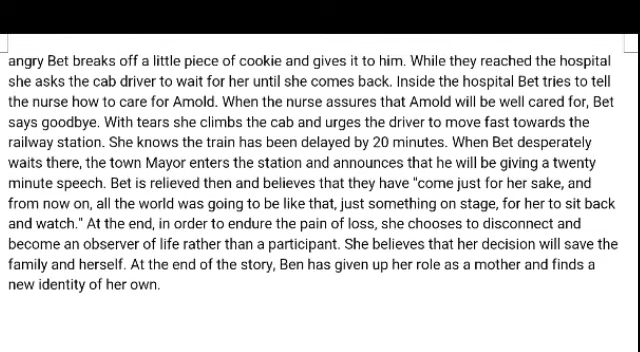 angry Bet breaks off a little piece of cookie and gives it to him. While they reached the hospital
she asks the cab driver to wait for her until she comes back. Inside the hospital Bet tries to tell
the nurse how to care for Arnold. When the nurse assures that Arnold will be well cared for, Bet
says goodbye. With tears she climbs the cab and urges the driver to move fast towards the
railway station. She knows the train has been delayed by 20 minutes. When Bet desperately
waits there, the town Mayor enters the station and announces that he will be giving a twenty
minute speech. Bet is relieved then and believes that they have "come just for her sake, and
from now on, all the world was going to be like that, just something on stage, for her to sit back
and watch." At the end, in order to endure the pain of loss, she chooses to disconnect and
become an observer of life rather than a participant. She believes that her decision will save the
family and herself. At the end of the story, Ben has given up her role as a mother and finds a
new identity of her own.